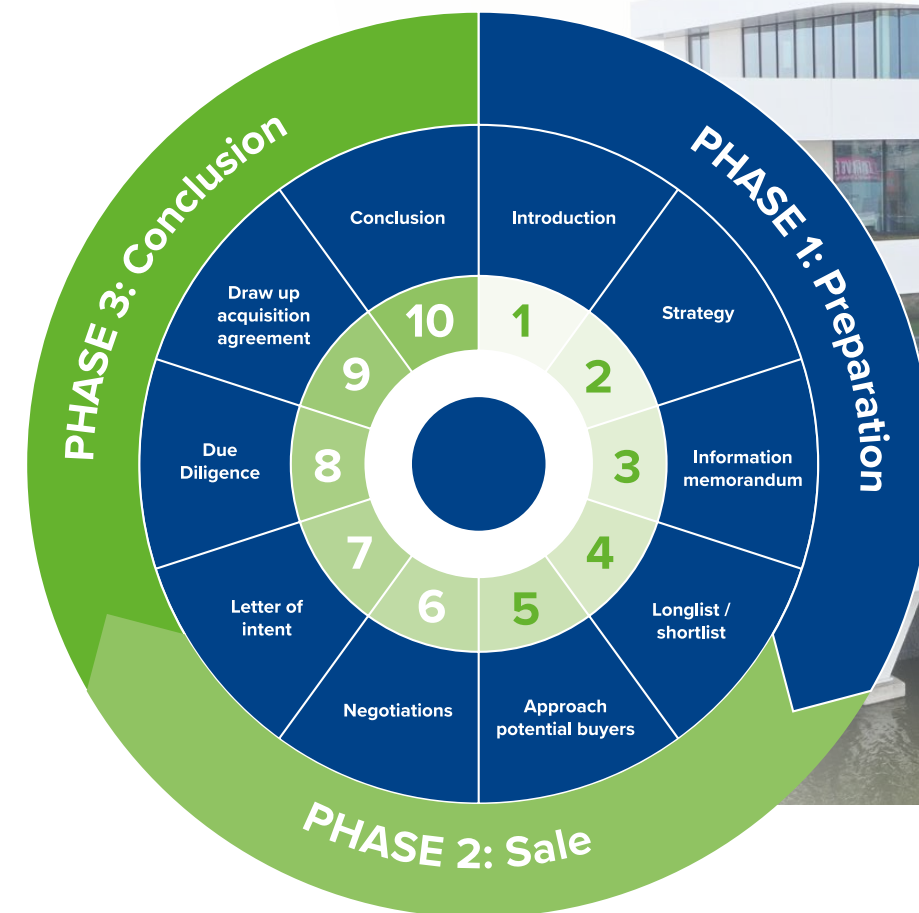 PHASE 1: Preparation
PHASE 2: Sale
PHASE 3: Conclusion
Introduction
Strategy
Information
memorandum
Longlist /
shortlist
Approach
potential buyers
Negotiations
Letter of
intent
Due
Diligence
Draw up
acquisition
agreement
Conclusion
1
2
3
4
5
6
7
8
9
10